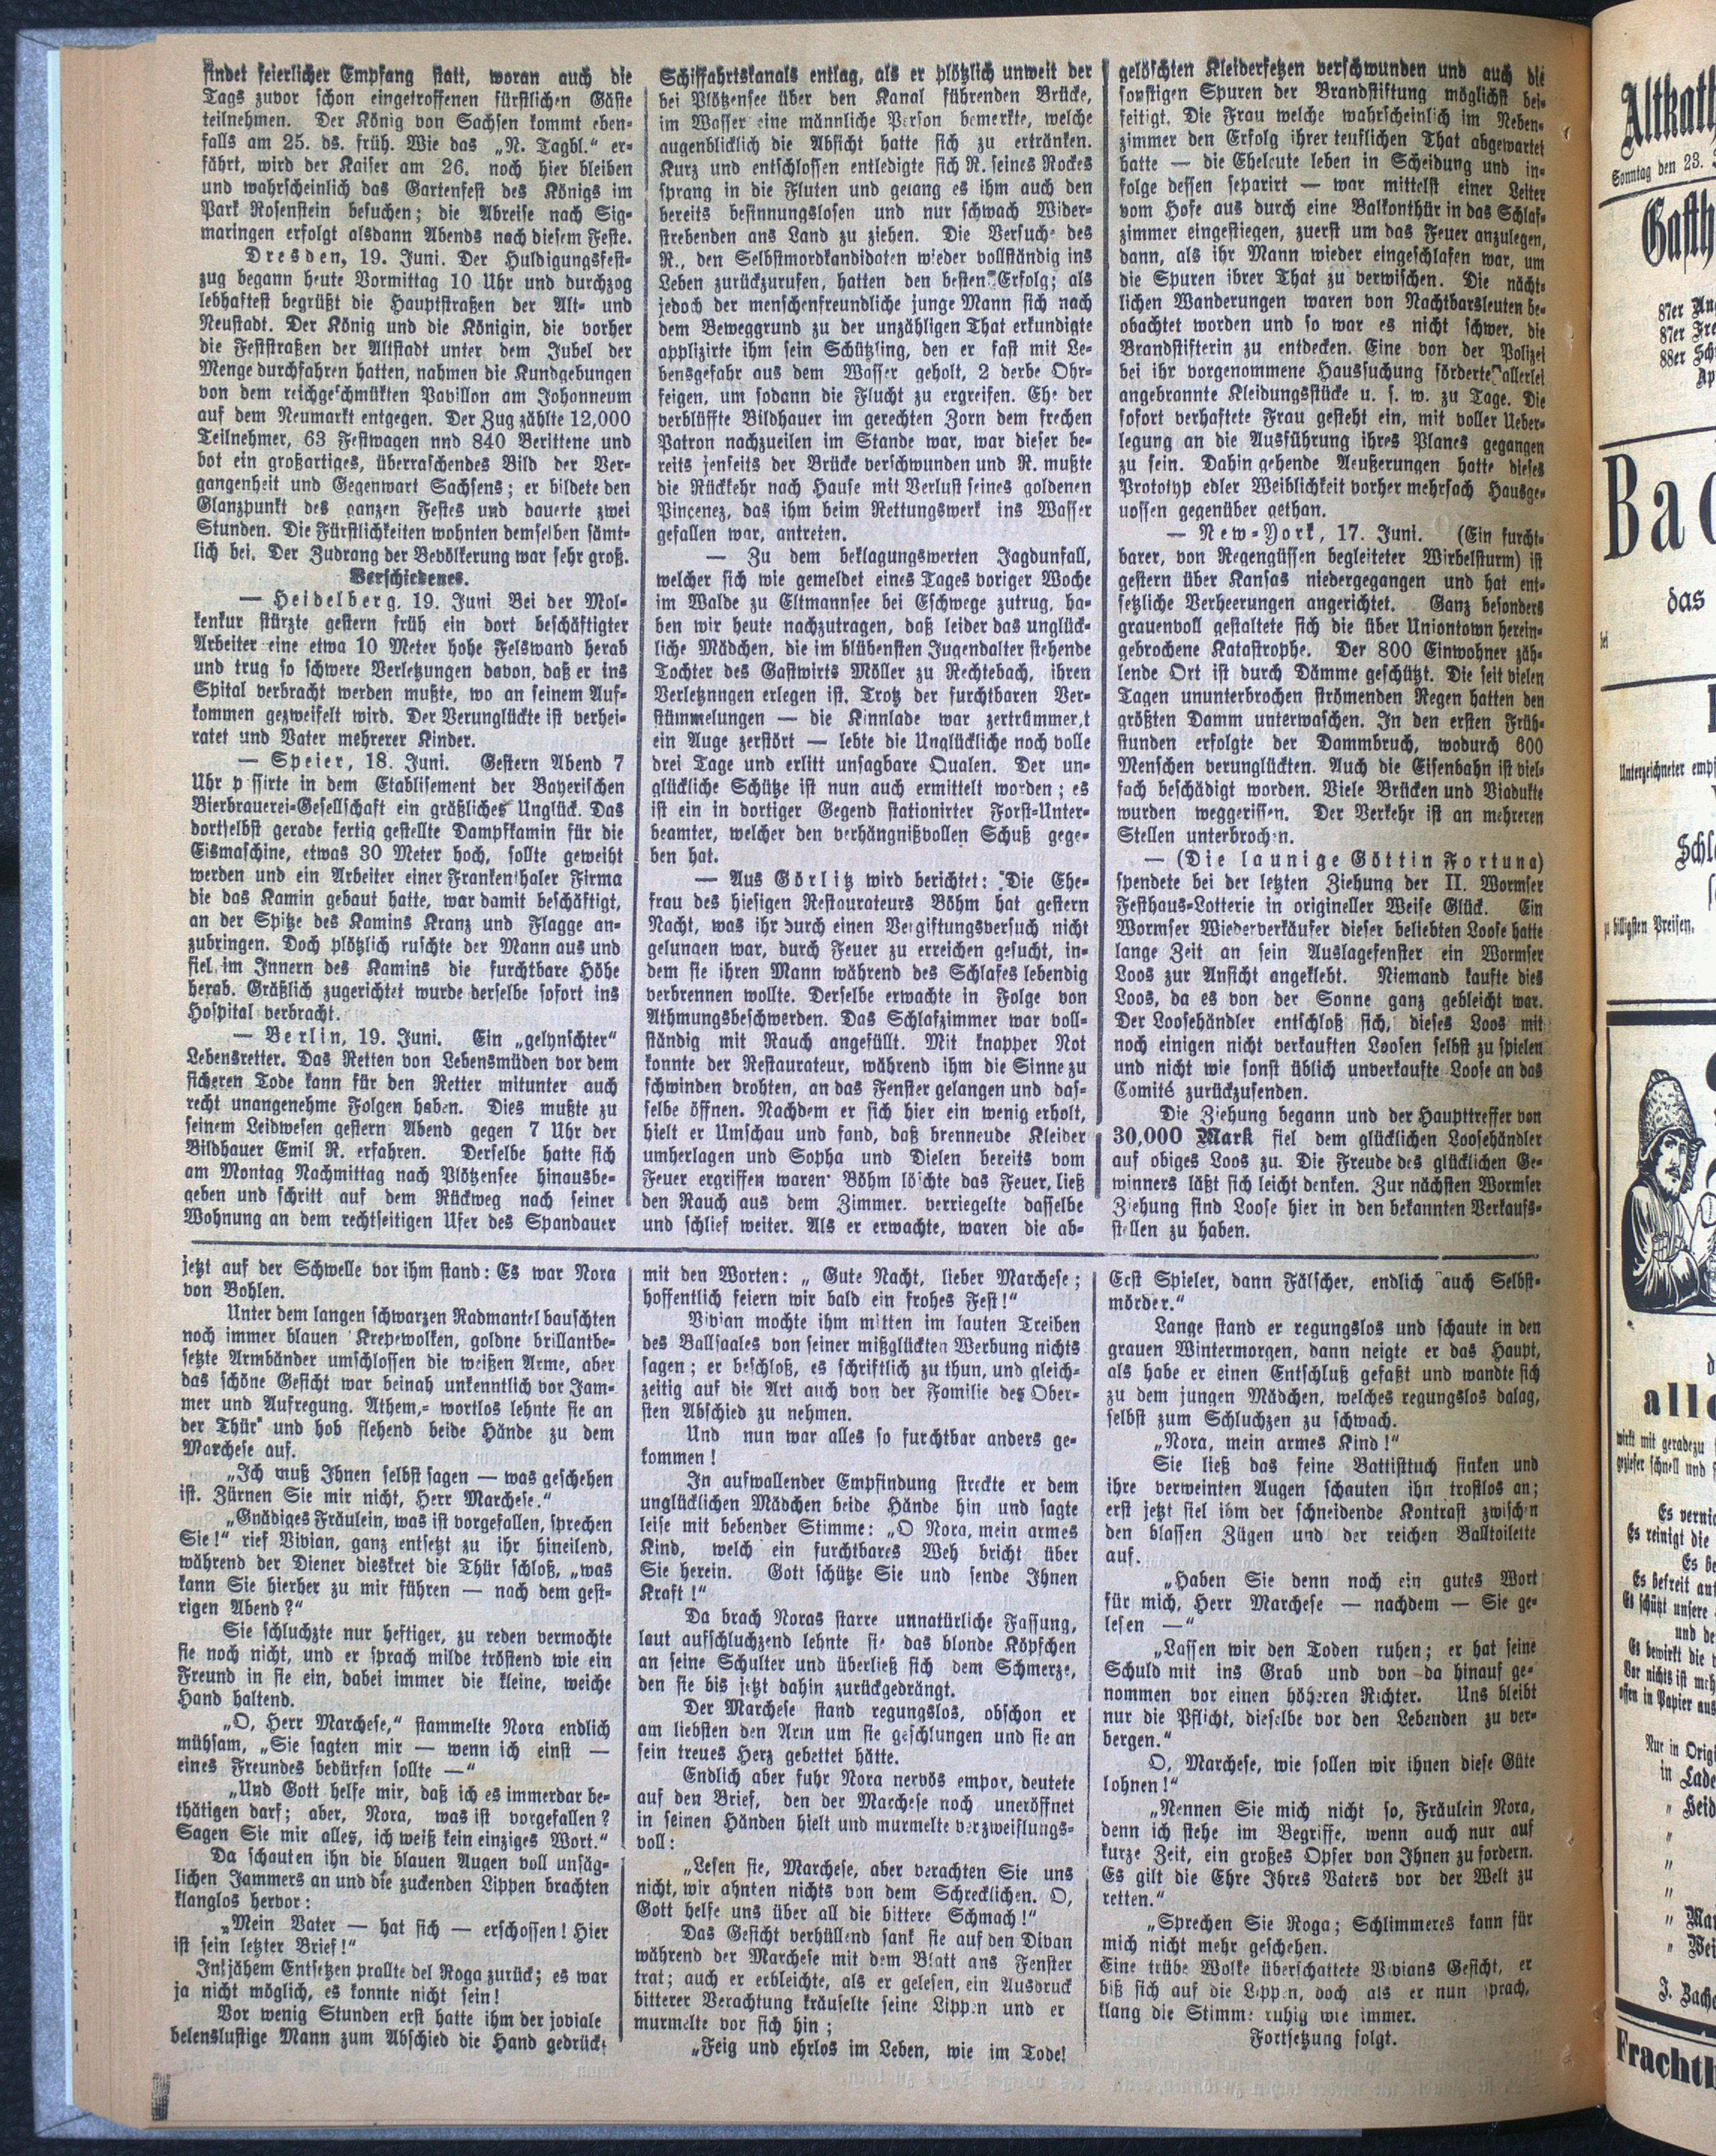 findet feierlicher Empfang statt, woran auch die
Tags zuvor schon eingetroffenen fürstlichen Gäste
teilnehmen. Der König von Sachsen kommt eben-
falls am 25. ds. früh. Wie das „N. Tagbl.“ er-
fährt, wird der Kaiser am 26. noch hier bleiben
und wahrscheinlich das Gartenfest des Königs im
Park Rosenstein besuchen; die Abreise nach Sig-
maringen erfolgt alsdann Abends nach diesem Feste.
Dresden, 19. Juni. Der Huldigungsfest-
zug begann heute Vormittag 10 Uhr und durchzog
lebhaftest begrüßt die Hauptstraßen der Alt- und
Neustadt. Der König und die Königin, die vorher
die Feststraßen der Altstadt unter dem Jubel der
Menge durchfahren hatten, nahmen die Kundgebungen
von dem reichgeschmükten Pavillon am Johanneum
auf dem Neumarkt entgegen. Der Zug zählte 12,000
Teilnehmer, 63 Festwagen nnd 840 Berittene und
bot ein großartiges, überraschendes Bild der Ver-
gangenheit und Gegenwart Sachsens; er bildete den
Glanzpunkt des ganzen Festes und dauerte zwei
Stunden. Die Fürstlichkeiten wohnten demselben sämt-
lich bei. Der Zudrang der Bevölkerung war sehr groß.
Verschiedenes.
— Heidelberg. 19. Juni Bei der Mol-
kenkur stürzte gestern früh ein dort beschäftigter
Arbeiter eine etwa 10 Meter hohe Felswand herab
und trug so schwere Verletzungen davon, daß er ins
Spital verbracht werden mußte, wo an seinem Auf-
kommen gezweifelt wird. Der Verunglückte ist verhei-
ratet und Vater mehrerer Kinder.
— Speier, 18. Juni. Gestern Abend 7
Uhr p ssirte in dem Etablisement der Bayerischen
Bierbrauerei-Gesellschaft ein gräßliches Unglück. Das
dortselbst gerade fertig gestellte Dampfkamin für die
Eismaschine, etwas 30 Meter hoch, sollte geweiht
werden und ein Arbeiter einer Frankenthaler Firma
die das Kamin gebaut hatte, war damit beschäftigt,
an der Spitze des Kamins Kranz und Flagge an-
zubringen. Doch plötzlich ruschte der Mann aus und
fiel im Innern des Kamins die furchtbare Höhe
herab. Gräßlich zugerichtet wurde derselbe sofort ins
Hospital verbracht.
— Berlin, 19. Juni. Ein „gelynschter“
Lebensretter. Das Retten von Lebensmüden vor dem
sicheren Tode kann für den Retter mitunter auch
recht unangenehme Folgen haben. Dies mußte zu
seinem Leidwesen gestern Abend gegen 7 Uhr der
Bildhauer Emil R. erfahren. Derselbe hatte sich
am Montag Nachmittag nach Plötzensee hinausbe-
geben und schritt auf dem Rückweg nach seiner
Wohnung an dem rechtseitigen Ufer des Spandauer
Schiffahrtskanals entlag, als er plötzlich unweit der
bei Plötzensee über den Kanal führenden Brücke,
im Wasser eine männliche Person bemerkte, welche
augenblicklich die Absicht hatte sich zu ertränken.
Kurz und entschlossen entledigte sich R. seines Rockes
sprang in die Fluten und gelang es ihm auch den
bereits besinnungslosen und nur schwach Wider-
strebenden ans Land zu ziehen. Die Versuche des
R., den Selbstmordkandidaten wieder vollständig ins
Leben zurückzurufen, hatten den besten Erfolg; als
jedoch der menschenfreundliche junge Mann sich nach
dem Beweggrund zu der unzähligen That erkundigte
applizirte ihm sein Schützling, den er fast mit Le-
bensgefahr aus dem Wasser geholt, 2 derbe Ohr-
feigen, um sodann die Flucht zu ergreifen. Ehe der
verblüffte Bildhauer im gerechten Zorn dem frechen
Patron nachzueilen im Stande war, war dieser be-
reits jenseits der Brücke verschwunden und R. mußte
die Rückkehr nach Hause mit Verlust seines goldenen
Pincenez, das ihm beim Rettungswerk ins Wasser
gefallen war, antreten.
— Zu dem beklagungswerten Jagdunfall,
welcher sich wie gemeldet eines Tages voriger Woche
im Walde zu Eltmannsee bei Eschwege zutrug, ha-
ben wir heute nachzutragen, daß leider das unglück-
liche Mädchen, die im blühensten Jugendalter stehende
Tochter des Gastwirts Möller zu Rechtebach, ihren
Verletznngen erlegen ist. Trotz der furchtbaren Ver-
stümmelungen — die Kinnlade war zertrümmer,t
ein Auge zerstört — lebte die Unglückliche noch volle
drei Tage und erlitt unsagbare Qualen. Der un-
glückliche Schütze ist nun auch ermittelt worden; es
ist ein in dortiger Gegend stationirter Forst-Unter-
beamter, welcher den verhängnißvollen Schuß gege-
ben hat.
— Aus Görlitz wird berichtet: Die Ehe-
frau des hiesigen Restaurateurs Böhm hat gestern
Nacht, was ihr durch einen Vergiftungsversuch nicht
gelungen war, durch Feuer zu erreichen gesucht, in-
dem sie ihren Mann während des Schlafes lebendig
verbrennen wollte. Derselbe erwachte in Folge von
Athmungsbeschwerden. Das Schlafzimmer war voll-
ständig mit Rauch angefüllt. Mit knapper Not
konnte der Restaurateur, während ihm die Sinne zu
schwinden drohten, an das Fenster gelangen und das-
selbe öffnen. Nachdem er sich hier ein wenig erholt,
hielt er Umschau und fand, daß brenneude Kleider
umherlagen und Sopha und Dielen bereits vom
Feuer ergriffen waren· Böhm löschte das Feuer, ließ
den Rauch aus dem Zimmer. verriegelte dasselbe
und schlief weiter. Als er erwachte, waren die ab-
gelöschten Kleiderfetzen verschwunden und auch die
sonstigen Spuren der Brandstiftung möglichst bei-
seitigt. Die Frau welche wahrscheinlich im Neben-
zimmer den Erfolg ihrer teuflichen That abgewartet
hatte — die Eheleute leben in Scheidung und in-
folge dessen separirt — war mittelst einer Leiter
vom Hofe aus durch eine Balkonthür in das Schlaf-
zimmer eingestiegen, zuerst um das Feuer anzulegen,
dann, als ihr Mann wieder eingeschlafen war, um
die Spuren ihrer That zu verwischen. Die nächt-
lichen Wanderungen waren von Nachtbarsleuten be-
obachtet worden und so war es nicht schwer, die
Brandstifterin zu entdecken. Eine von der Polizei
bei ihr vorgenommene Haussuchung förderte allerlei
angebrannte Kleidungsstücke u. s. w. zu Tage. Die
sofort verhaftete Frau gesteht ein, mit voller Ueber-
legung an die Ausführung ihres Planes gegangen
zu sein. Dahin gehende Aeußerungen hatte dieses
Prototyp edler Weiblichkeit vorher mehrfach Hausge-
uossen gegenüber gethan.
— New-York, 17. Juni. (Ein furcht-
barer, von Regengüssen begleiteter Wirbelsturm) ist
gestern über Kansas niedergegangen und hat ent-
setzliche Verheerungen angerichtet. Ganz besonders
grauenvoll gestaltete sich die über Uniontown herein-
gebrochene Katastrophe. Der 800 Einwohner zäh-
lende Ort ist durch Dämme geschützt. Die seit vielen
Tagen ununterbrochen strömenden Regen hatten den
größten Damm unterwaschen. In den ersten Früh-
stunden erfolgte der Dammbruch, wodurch 600
Menschen verunglückten. Auch die Eisenbahn ist viel-
fach beschädigt worden. Viele Brücken und Viadukte
wurden weggerissen. Der Verkehr ist an mehreren
Stellen unterbrochen.
— (Die launige Göttin Fortuna)
spendete bei der letzten Ziehung der II. Wormser
Festhaus-Lotterie in origineller Weise Glück. Ein
Wormser Wiederverkäufer dieser beliebten Loose hatte
lange Zeit an sein Auslagefenster ein Wormser
Loos zur Ansicht angeklebt. Niemand kaufte dies
Loos, da es von der Sonne ganz gebleicht war.
Der Loosehändler entschloß sich, dieses Loos mit
noch einigen nicht verkauften Loosen selbst zu spielen
und nicht wie sonst üblich unverkaufte Loose an das
Comité zurückzusenden.
Die Ziehung begann und der Haupttreffer von
30,000 Mark fiel dem glücklichen Loosehändler
auf obiges Loos zu. Die Freude des glücklichen Ge-
winners läßt sich leicht denken. Zur nächsten Wormser
Ziehung sind Loose hier in den bekannten Verkaufs-
stellen zu haben.
jetzt auf der Schwelle vor ihm stand: Es war Nora
von Bohlen.
Unter dem langen schwarzen Radmantel bauschten
noch immer blauen Krepewolken, goldne brillantbe-
setzte Armbänder umschlossen die weißen Arme, aber
das schöne Gesicht war beinah unkenntlich vor Jam-
mer und Aufregung. Athem,- wortlos lehnte sie an
der Thür und hob flehend beide Hände zu dem
Marchese auf.
„Ich muß Ihnen selbst sagen — was geschehen
ist. Zürnen Sie mir nicht, Herr Marchese.“
„Gnädiges Fräulein, was ist vorgefallen, sprechen
Sie!“ rief Vivian, ganz entsetzt zu ihr hineilend,
während der Diener dieskret die Thür schloß, „was
kann Sie hierher zu mir führen — nach dem gest-
rigen Abend?“
Sie schluchzte nur heftiger, zu reden vermochte
sie noch nicht, und er sprach milde tröstend wie ein
Freund in sie ein, dabei immer die kleine, weiche
Hand haltend.
„O, Herr Marchese,“ stammelte Nora endlich
mühsam, „Sie sagten mir — wenn ich einst —
eines Freundes bedürfen sollte —“
„Und Gott helfe mir, daß ich es immerdar be-
thätigen darf; aber, Nora, was ist vorgefallen?
Sagen Sie mir alles, ich weiß kein einziges Wort.“
Da schauten ihn die blauen Augen voll unsäg-
lichen Jammers an und die zuckenden Lippen brachten
klanglos hervor:
„Mein Vater — hat sich — erschossen! Hier
ist sein letzter Brief!“
In jähem Entsetzen prallte del Roga zurück; es war
ja nicht möglich, es konnte nicht sein!
Vor wenig Stunden erst hatte ihm der joviale
belenslustige Mann zum Abschied die Hand gedrückt
mit den Worten: „ Gute Nacht, lieber Marchese;
hoffentlich feiern wir bald ein frohes Fest!“
Vivian mochte ihm mitten im lauten Treiben
des Ballsaales von seiner mißglückten Werbung nichts
sagen; er beschloß, es schriftlich zu thun, und gleich-
zeitig auf die Art auch von der Familie des Ober-
sten Abschied zu nehmen.
Und nun war alles so furchtbar anders ge-
kommen!
In aufwallender Empfindung streckte er dem
unglücklichen Mädchen beide Hände hin und sagte
leise mit bebender Stimme: „O Nora, mein armes
Kind, welch ein furchtbares Weh bricht über
Sie herein. Gott schütze Sie und sende Ihnen
Kraft!“
Da brach Noras starre unnatürliche Fassung,
laut aufschluchzend lehnte sie das blonde Köpfchen
an seine Schulter und überließ sich dem Schmerze,
den sie bis jetzt dahin zurückgedrängt.
Der Marchese stand regungslos, obschon er
am liebsten den Arm um sie geschlungen und sie an
sein treues Herz gebettet hätte.
Endlich aber fuhr Nora nervös empor, deutete
auf den Brief, den der Marchese noch uneröffnet
in seinen Händen hielt und murmelte verzweiflungs-
voll:
„Lesen sie, Marchese, aber verachten Sie uns
nicht, wir ahnten nichts von dem Schrecklichen. O,
Gott helfe uns über all die bittere Schmach!“
Das Gesicht verhüllend sank sie auf den Divan
während der Marchese mit dem Blatt ans Fenster
trat; auch er erbleichte, als er gelesen, ein Ausdruck
bitterer Verachtung kräuselte seine Lippen und er
murmelte vor sich hin;
„Feig und ehrlos im Leben, wie im Tode!
Erst Spieler, dann Fälscher, endlich auch Selbst-
mörder.“
Lange stand er regungslos und schaute in den
grauen Wintermorgen, dann neigte er das Haupt,
als habe er einen Entschluß gefaßt und wandte sich
zu dem jungen Mädchen, welches regungslos dalag,
selbst zum Schluchzen zu schwach.
„Nora, mein armes Kind!“
Sie ließ das feine Battisttuch sinken und
ihre verweinten Augen schauten ihn trostlos an;
erst jetzt fiel ihm der schneidende Kontrast zwischen
den blassen Zügen und der reichen Balltoilette
auf.
„Haben Sie denn noch ein gutes Wort
für mich, Herr Marchese — nachdem — Sie ge-
lesen —“
„Lassen wir den Toden ruhen; er hat seine
Schuld mit ins Grab und von da hinauf ge-
nommen vor einen höheren Richter. Uns bleibt
nur die Pflicht, dieselbe vor den Lebenden zu ver-
bergen.“
O, Marchese, wie sollen wir ihnen diese Güte
lohnen!“
„Nennen Sie mich nicht so, Fräulein Nora,
denn ich stehe im Begriffe, wenn auch nur auf
kurze Zeit, ein großes Opfer von Ihnen zu fordern.
Es gilt die Ehre Ihres Vaters vor der Welt zu
retten.“
„Sprechen Sie Roga; Schlimmeres kann für
mich nicht mehr geschehen.
Eine trübe Wolke überschattete Vivians Gesicht, er
biß sich auf die Lippen, doch als er nun sprach,
klang die Stimme ruhig wie immer.
Fortsetzung folgt.
Altkath
Sonntag den 23.
Gasth
87er
87er
88er
das
bei
Unterzeichneter
zu billigsten Preisen.
alle
wirkt mit geradezu
schnell und
Es
Es reinigt die
Es be
Es befreit
Es schützt unsere
und
Es bewirkt die
Vor nichts ist
offen in Papier aus
Nur in
in
„
„
„
„
„
„
J.
Frachtb